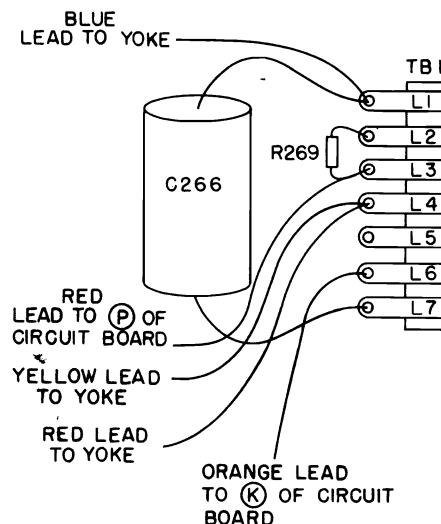 BLUE
LEAD TO YOKE
TB1
L1
L2
R269
L3
C266
L4
L5
L6
L7
RED
LEAD TO P OF
CIRCUIT BOARD
YELLOW LEAD
TO YOKE
RED LEAD
TO YOKE
ORANGE LEAD
TO K OF CIRCUIT
BOARD